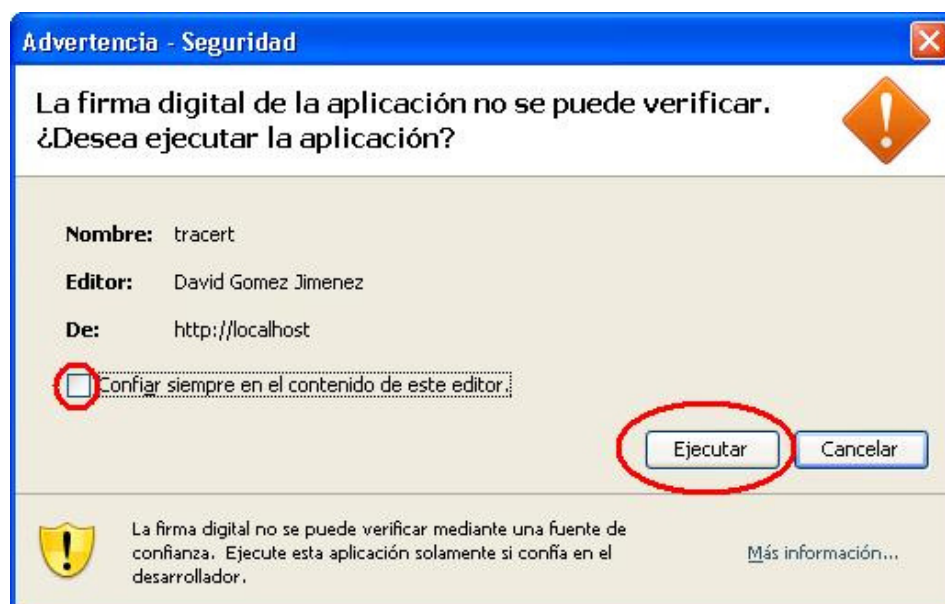 Advertencia - Seguridad
La firma digital de la aplicación no se puede verificar.
¿Desea ejecutar la aplicación?
Nombre: tracert
Editor: David Gomez Jimenez
De: http://localhost
Confiar siempre en el contenido de este editor.
Ejecutar Cancelar
La firma digital no se puede verificar mediante una fuente de
confianza. Ejecute esta aplicación solamente si confía en el
desarrollador.
Más información...